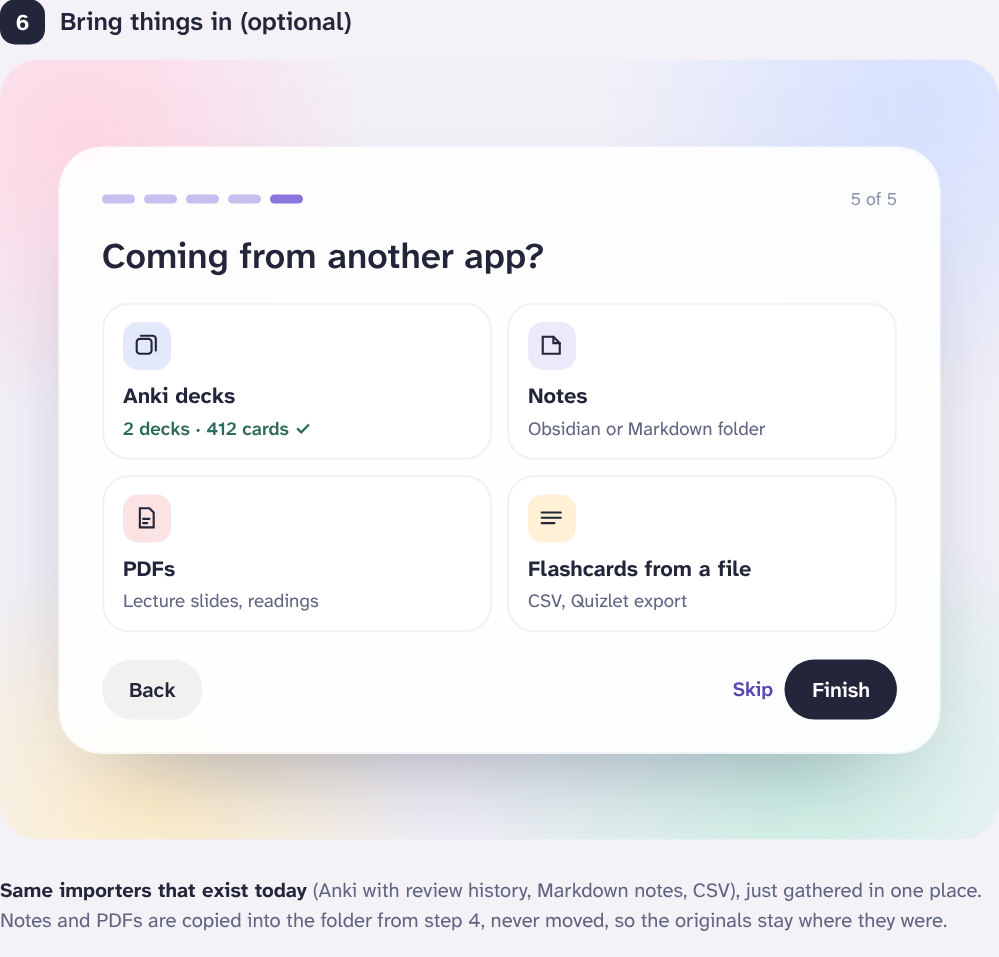 6 Bring things in (optional)
5 of 5
Coming from another app?
Anki decks
2 decks · 412 cards ✓
Notes
Obsidian or Markdown folder
PDFs
Lecture slides, readings
Flashcards from a file
CSV, Quizlet export
Back
Skip
Finish
Same importers that exist today (Anki with review history, Markdown notes, CSV), just gathered in one place.
Notes and PDFs are copied into the folder from step 4, never moved, so the originals stay where they were.